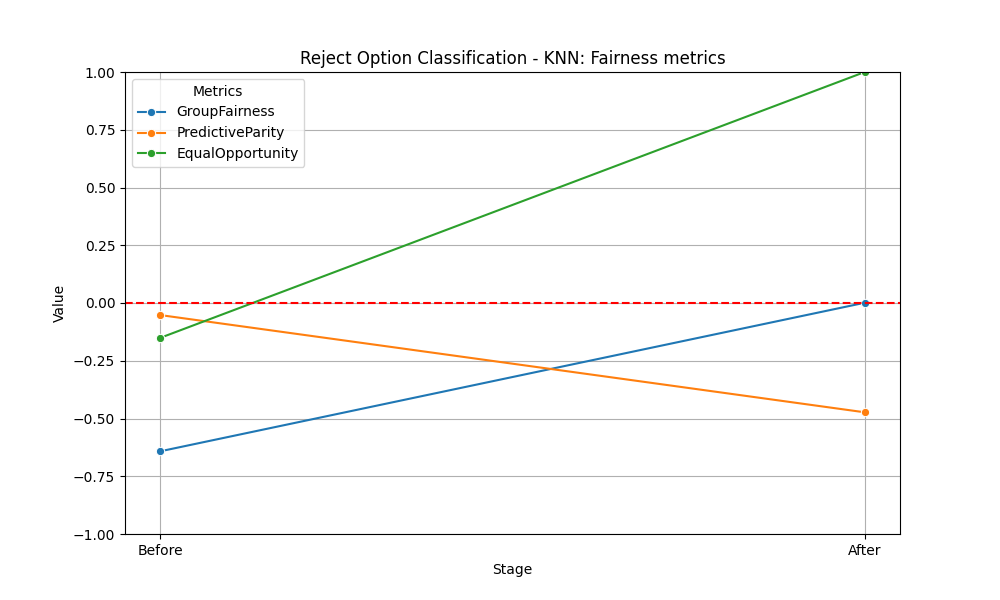 Reject Option Classification - KNN: Fairness metrics
Metrics
GroupFairness
PredictiveParity
EqualOpportunity
1.00
0.75
0.50
0.25
0.00
−0.25
−0.50
−0.75
−1.00
Value
Before
After
Stage